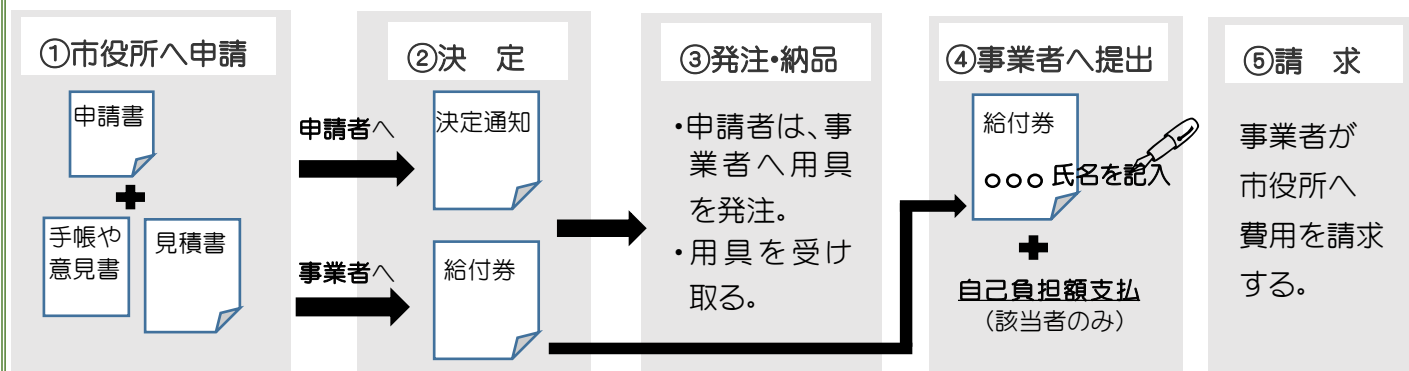 ①市役所へ申請
申請書
手帳や
意見書
見積書
申請者へ
事業者へ
②決　定
決定通知
給付券
③発注・納品
・申請者は、事
業者へ用具
を発注。
・用具を受け
取る。
④事業者へ提出
給付券
○○○ 氏名を記入
自己負担額支払
（該当者のみ）
⑤請　求
事業者が
市役所へ
費用を請求
する。